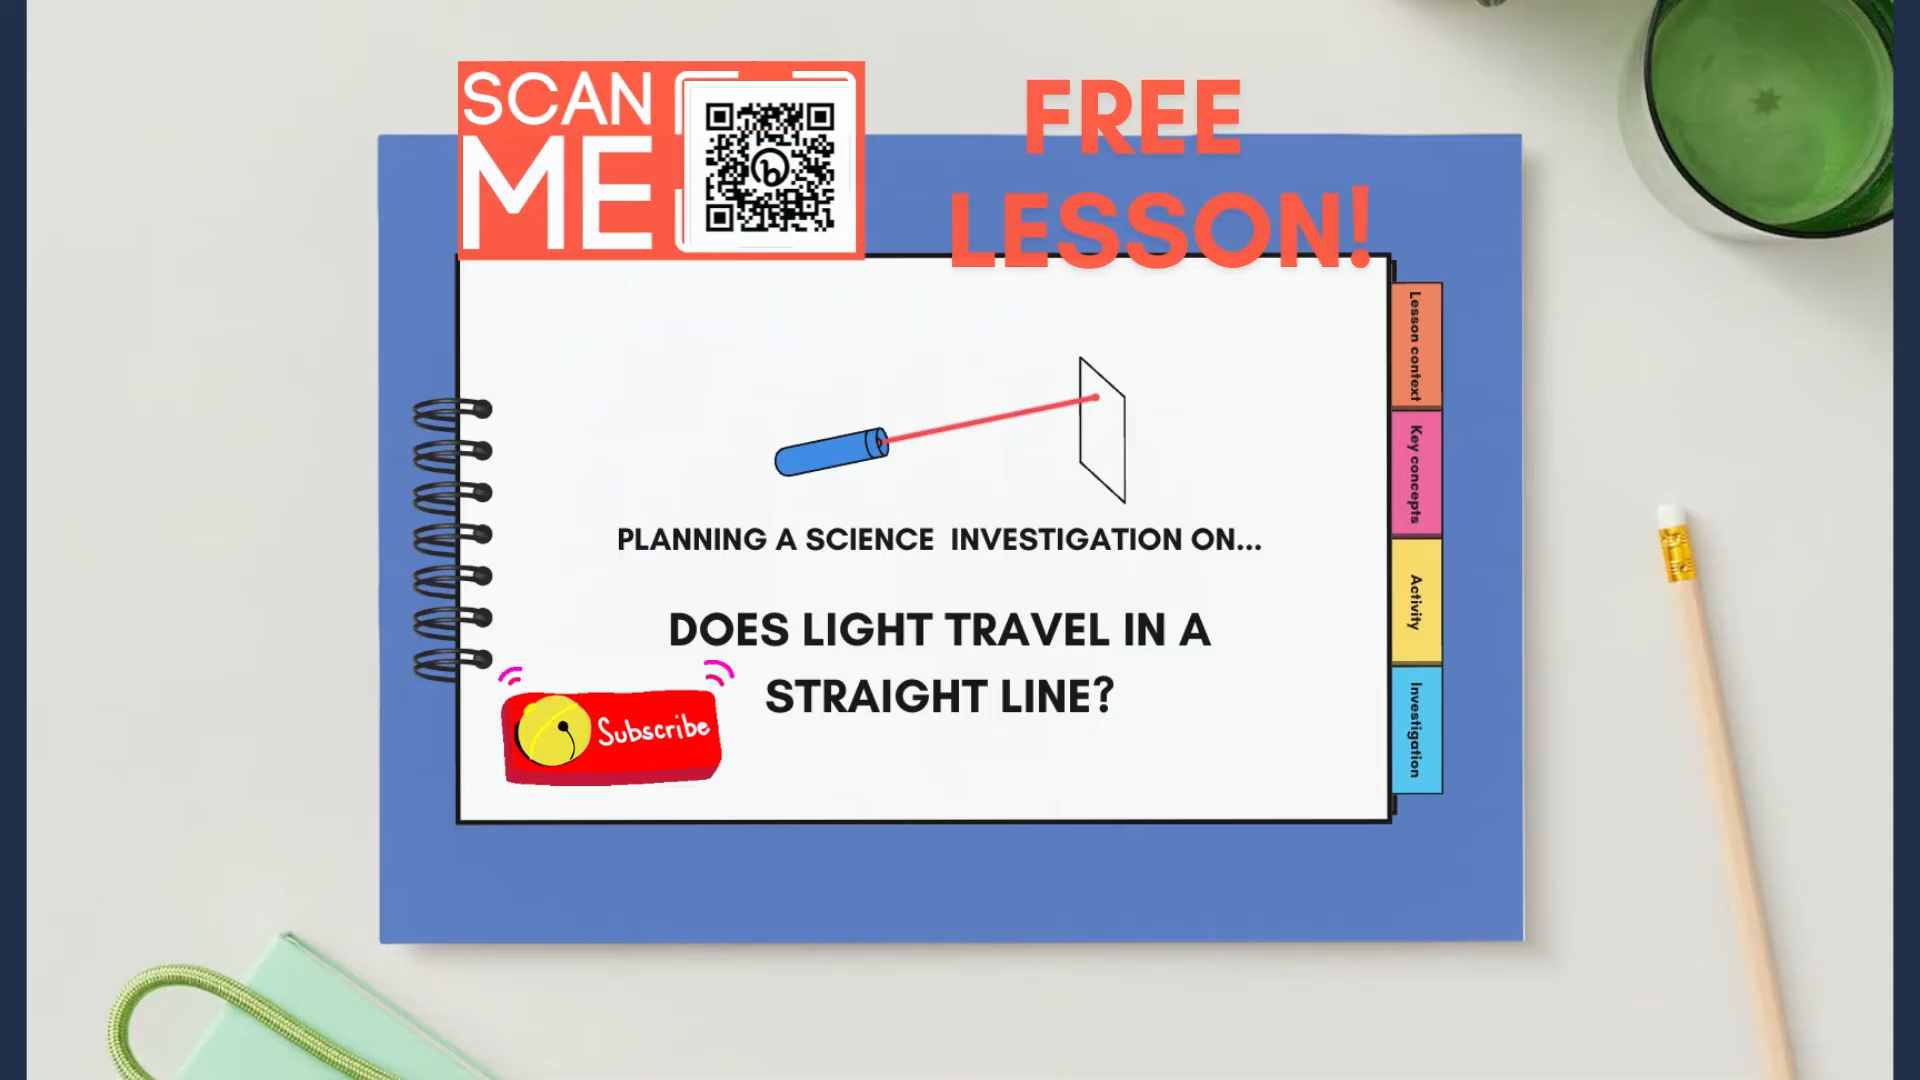 SCAN
ME
FREE
LESSON!
PLANNING A SCIENCE INVESTIGATION ON...
DOES LIGHT TRAVEL IN A
STRAIGHT LINE?
Subscribe
Lesson context
Key concepts
Activity
Investigation